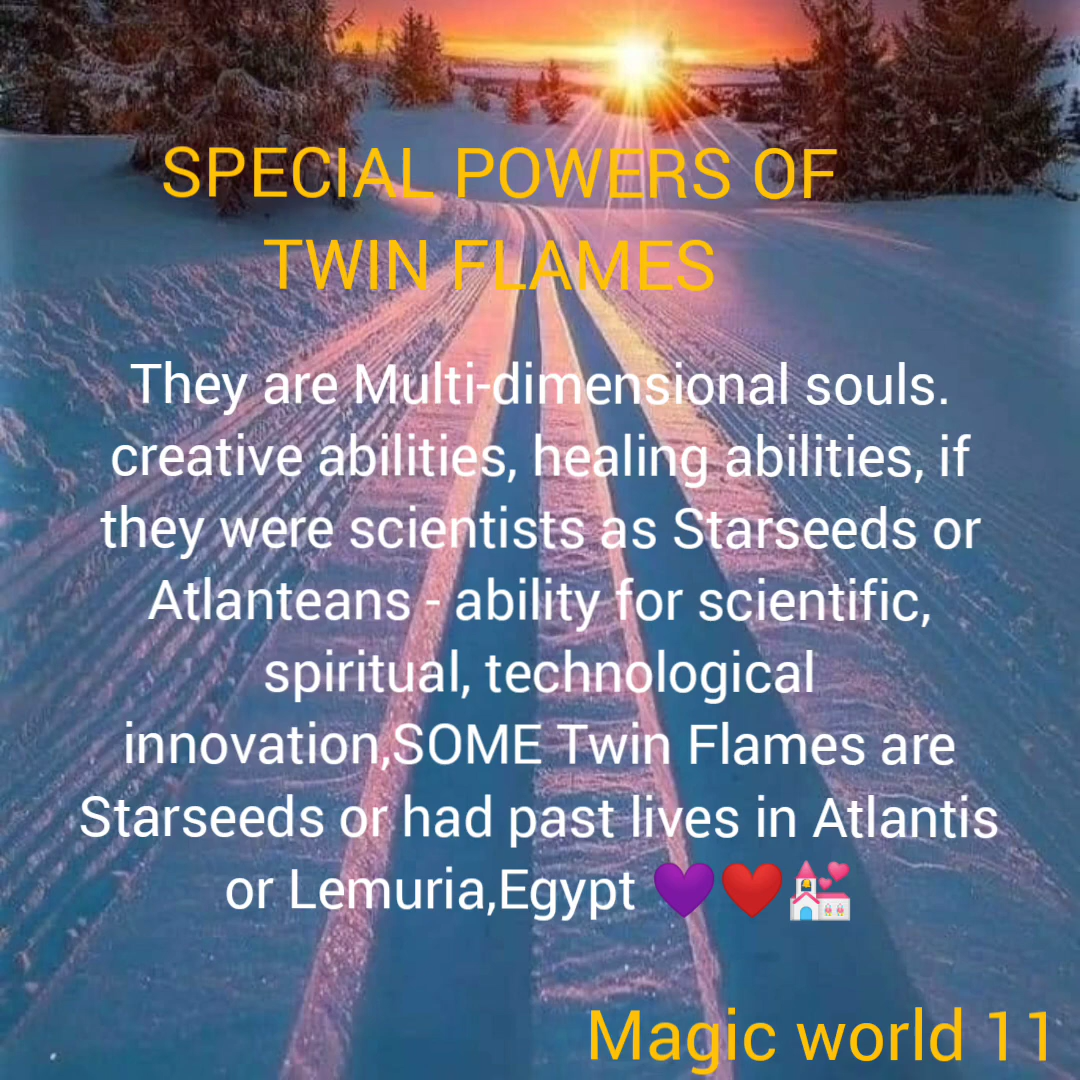 SPECIAL POWERS OF
TWIN FLAMES
They are Multi-dimensional souls.
creative abilities, healing abilities, if
they were scientists as Starseeds or
Atlanteans - ability for scientific,
spiritual, technological
innovation,SOME Twin Flames are
Starseeds or had past lives in Atlantis
or Lemuria,Egypt 💜❤️💒
Magic world 11